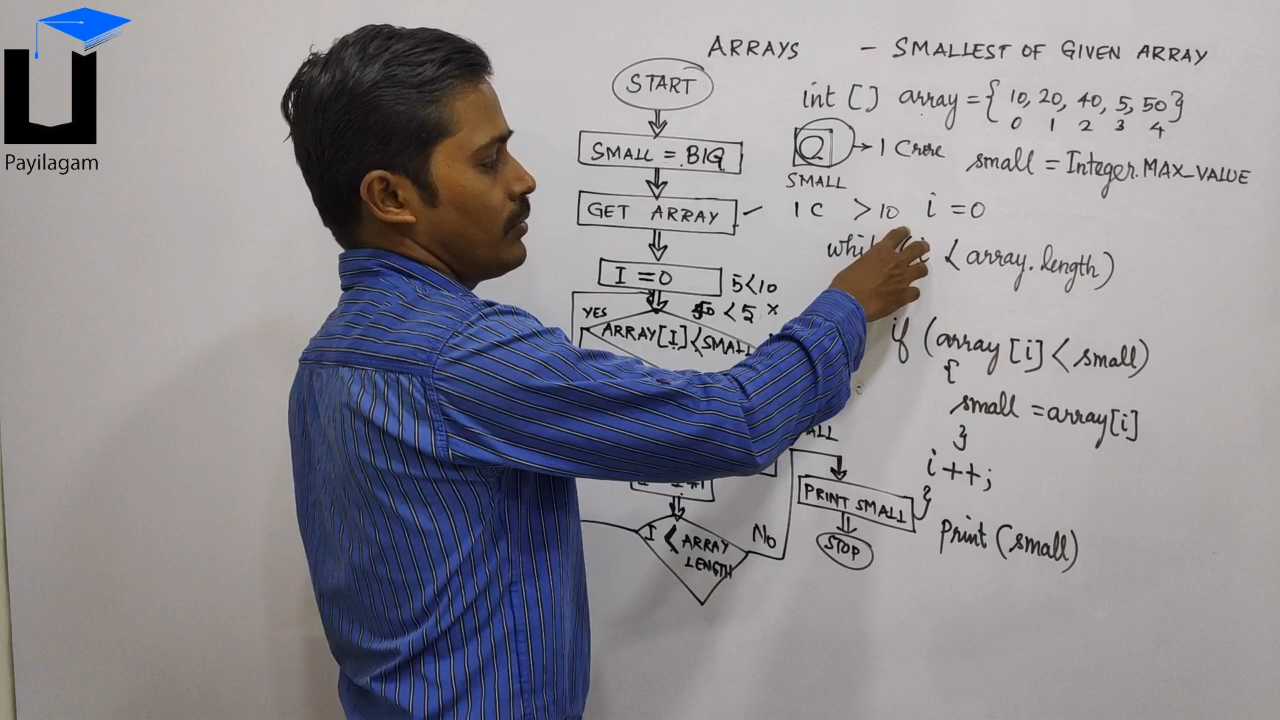 Payilagam
ARRAYS - SMALLEST OF GIVEN ARRAY
START
SMALL = BIG
GET ARRAY
I = 0
5 < 10
50 < 5 x
YES
ARRAY[I] < SMALL
I < ARRAY LENGTH
No
PRINT SMALL
STOP
int [] array = { 10, 20, 40, 5, 50 }
0 1 2 3 4
→ 1 Crore
SMALL
small = Integer.MAX_VALUE
1 C > 10
i = 0
i < array.length)
if (array [i] < small)
{
small = array[i]
}
i ++;
}
print (small)